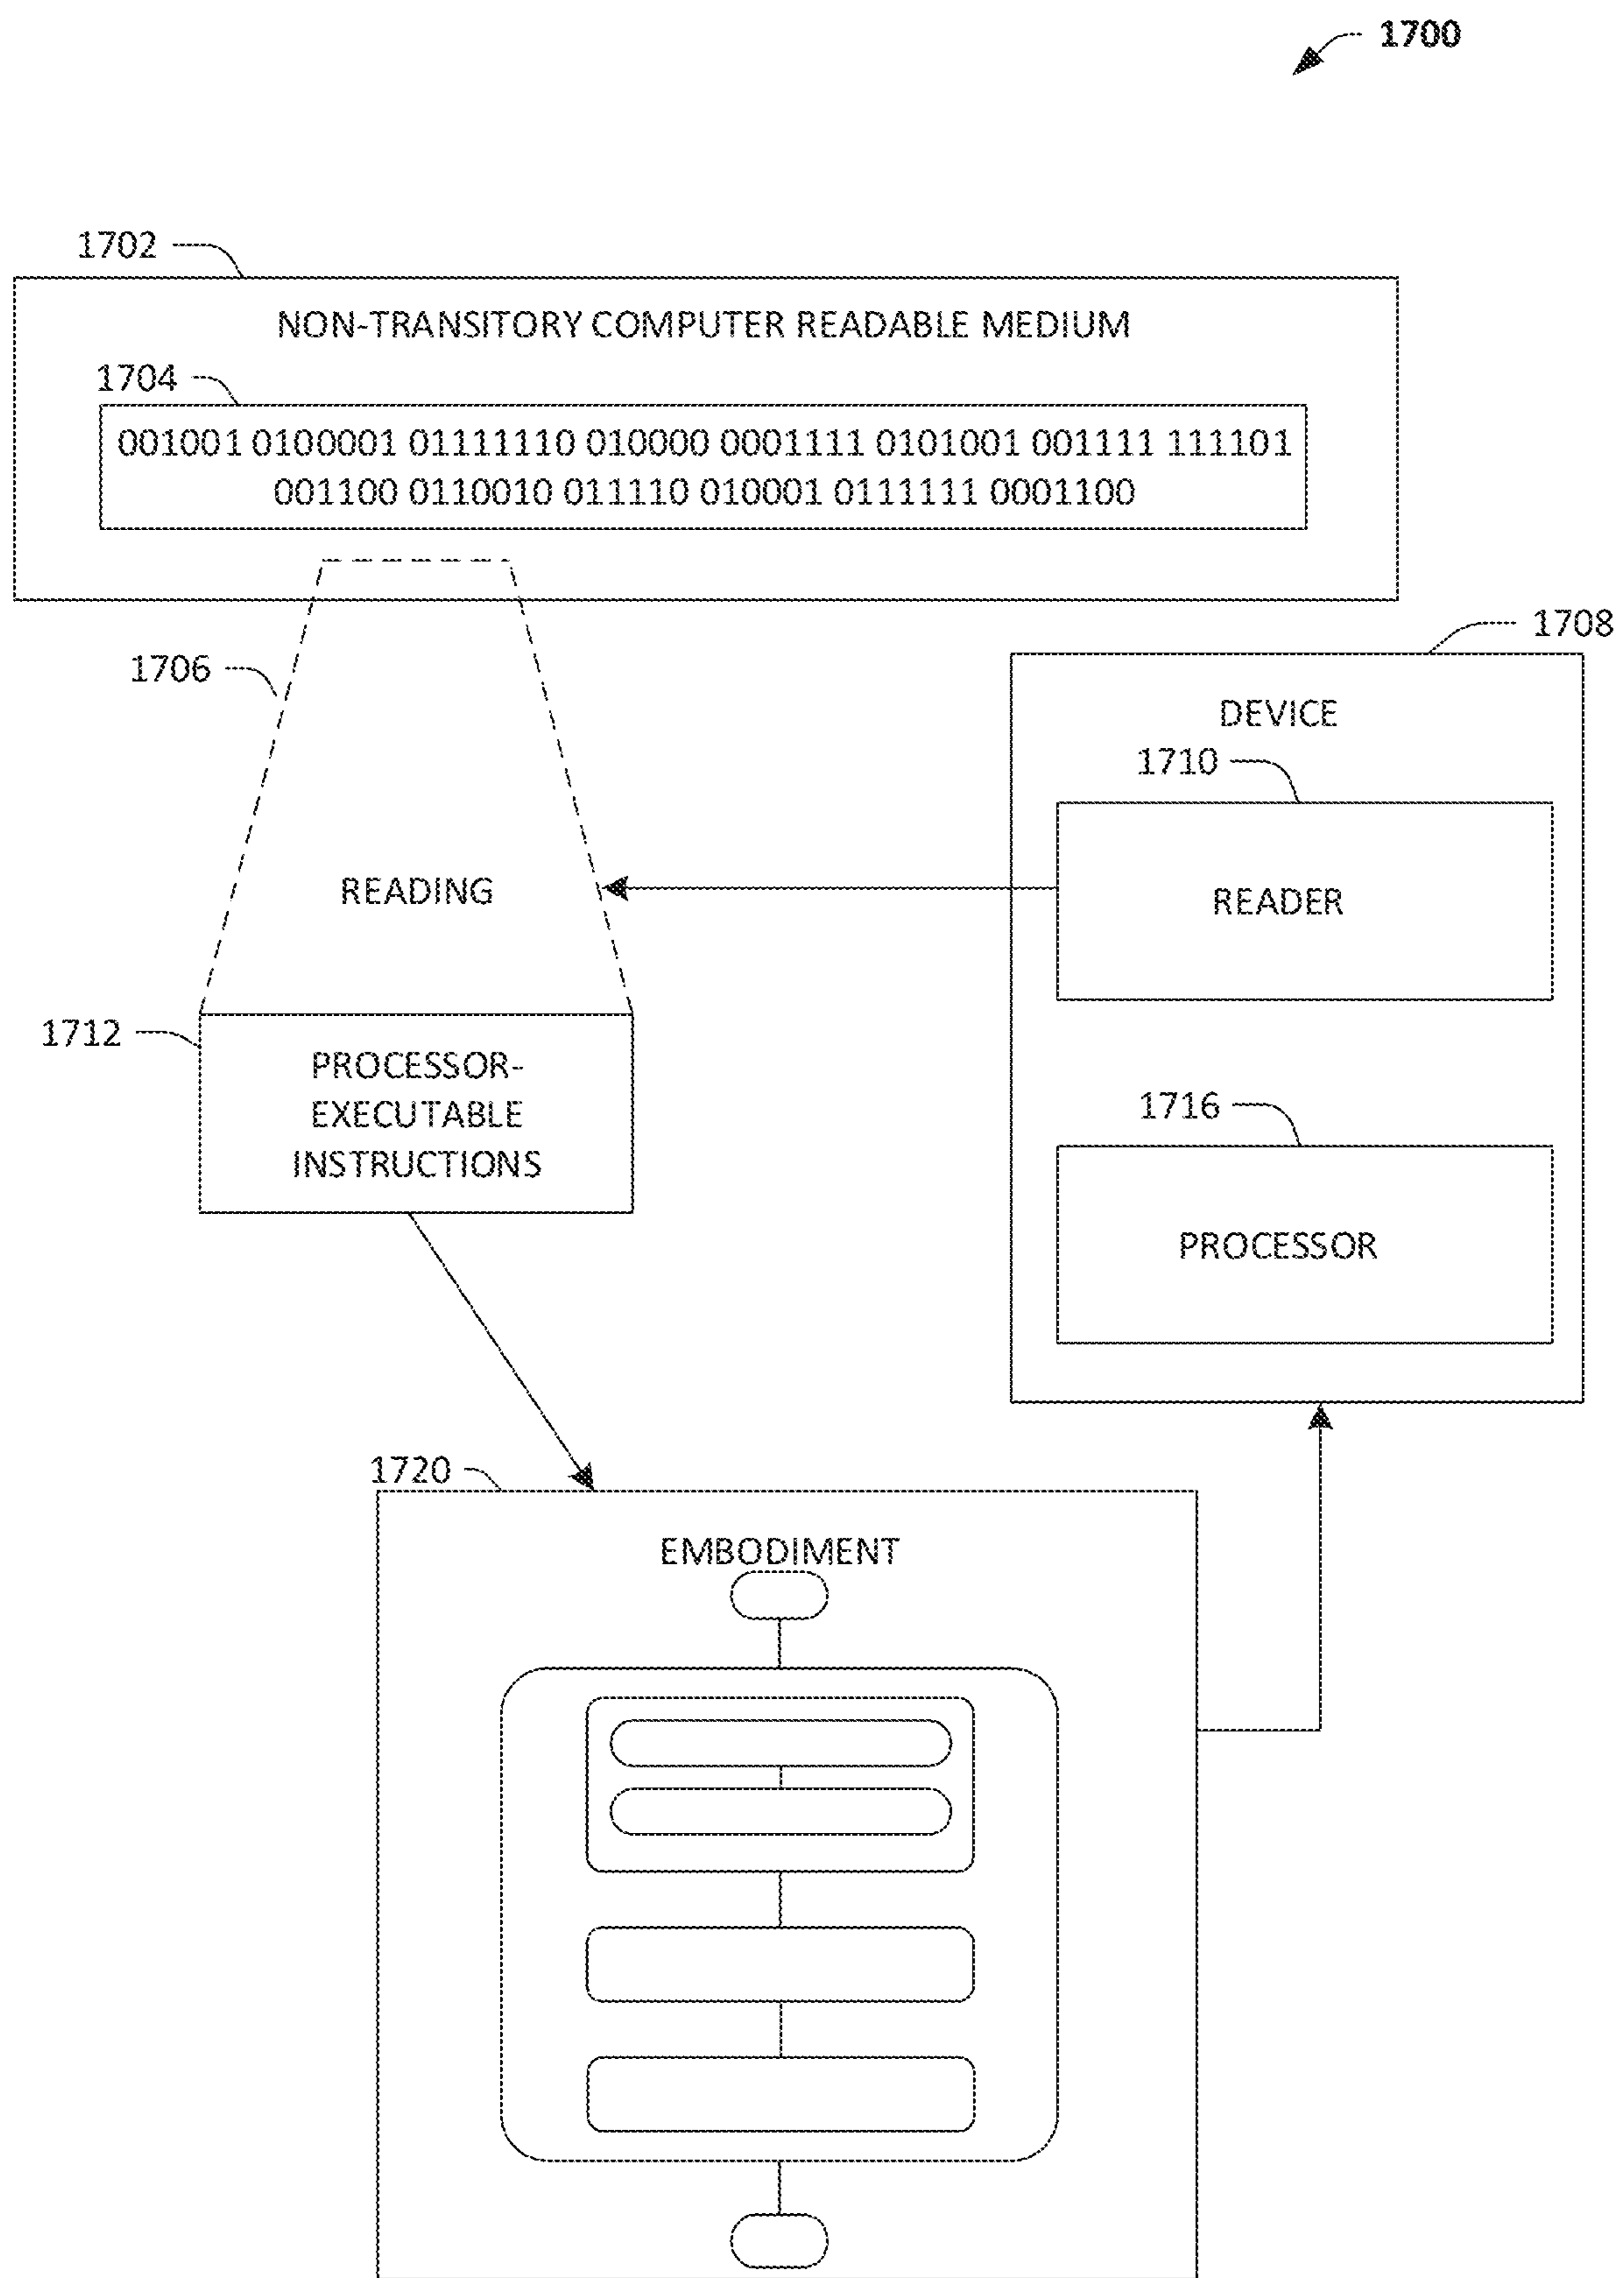 1700
1702
NON-TRANSITORY COMPUTER READABLE MEDIUM
1704
001001 0100001 01111110 010000 0001111 0101001 001111 111101
001100 0110010 011110 010001 0111111 0001100
1706
1708
DEVICE
1710
READING
READER
1712
PROCESSOR-
EXECUTABLE
INSTRUCTIONS
1716
PROCESSOR
1720
EMBODIMENT